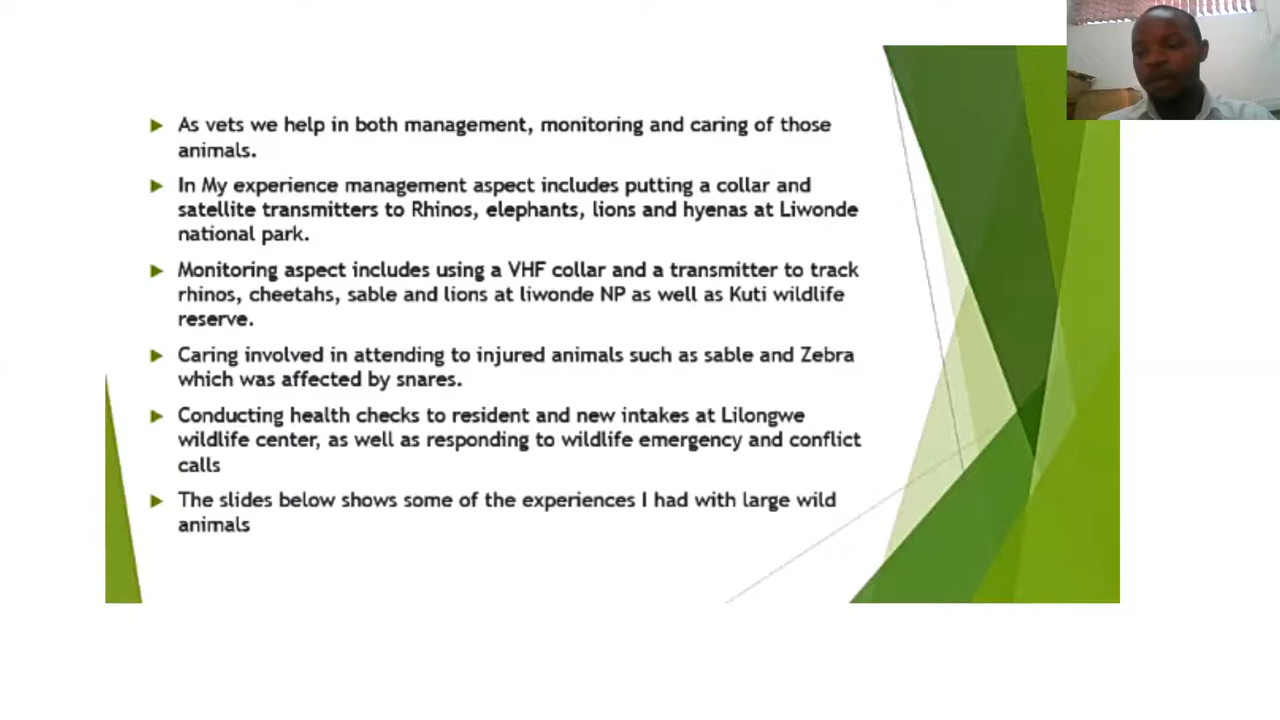 As vets we help in both management, monitoring and caring of those
animals.
In My experience management aspect includes putting a collar and
satellite transmitters to Rhinos, elephants, lions and hyenas at Liwonde
national park.
Monitoring aspect includes using a VHF collar and a transmitter to track
rhinos, cheetahs, sable and lions at liwonde NP as well as Kuti wildlife
reserve.
Caring involved in attending to injured animals such as sable and Zebra
which was affected by snares.
Conducting health checks to resident and new intakes at Lilongwe
wildlife center, as well as responding to wildlife emergency and conflict
calls
The slides below shows some of the experiences I had with large wild
animals